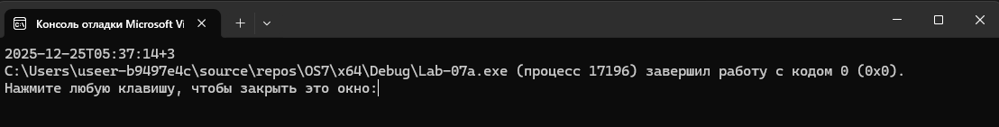 Консоль отладки Microsoft Vi
2025-12-25T05:37:14+3
C:\Users\useer-b9497e4c\source\repos\OS7\x64\Debug\Lab-07a.exe (процесс 17196) завершил работу с кодом 0 (0x0).
Нажмите любую клавишу, чтобы закрыть это окно: